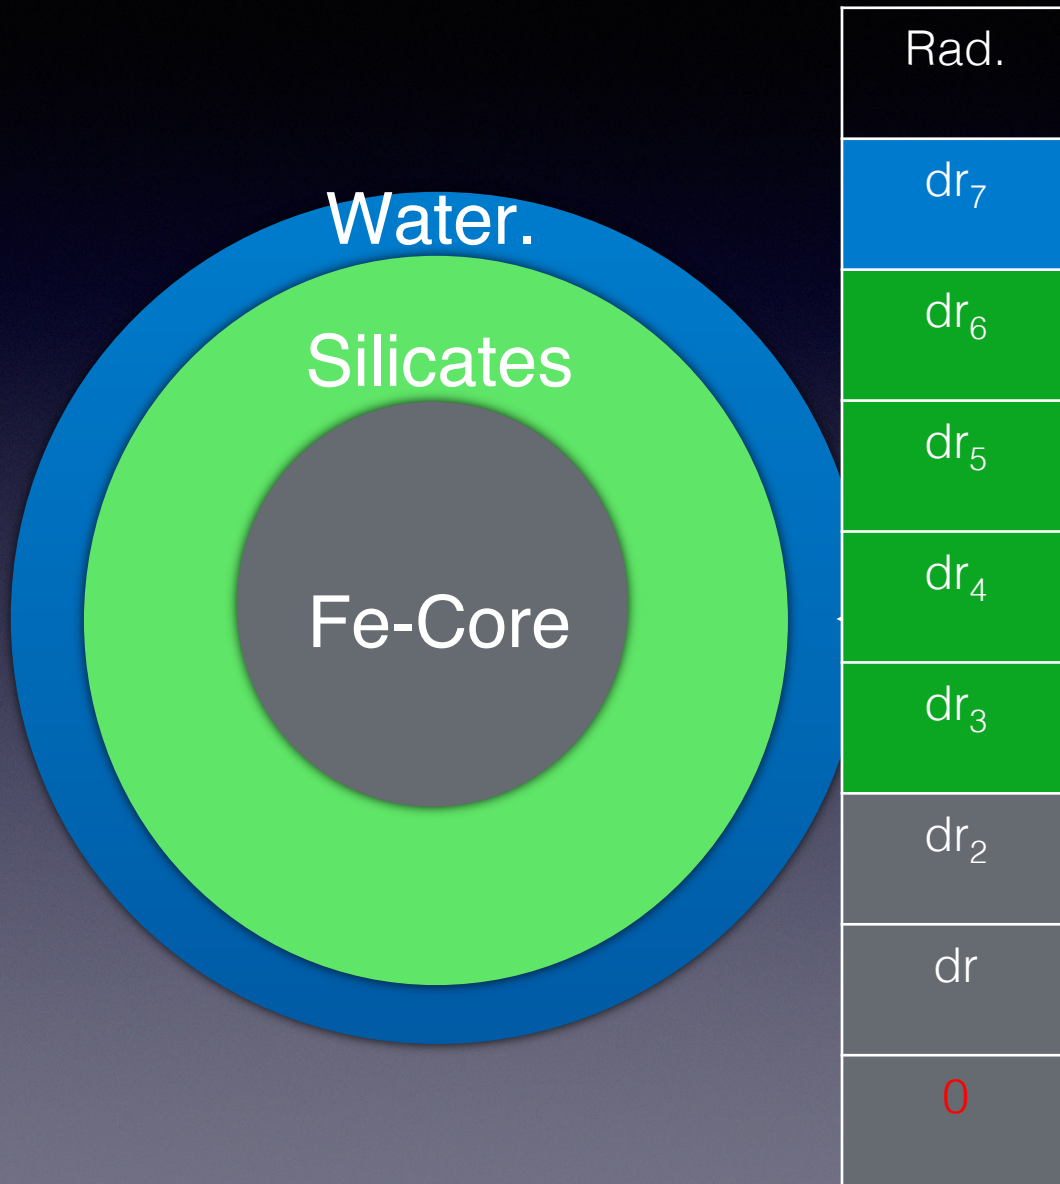 Water.
Silicates
Fe-Core
Rad.
dr₇
dr₆
dr₅
dr₄
dr₃
dr₂
dr
0